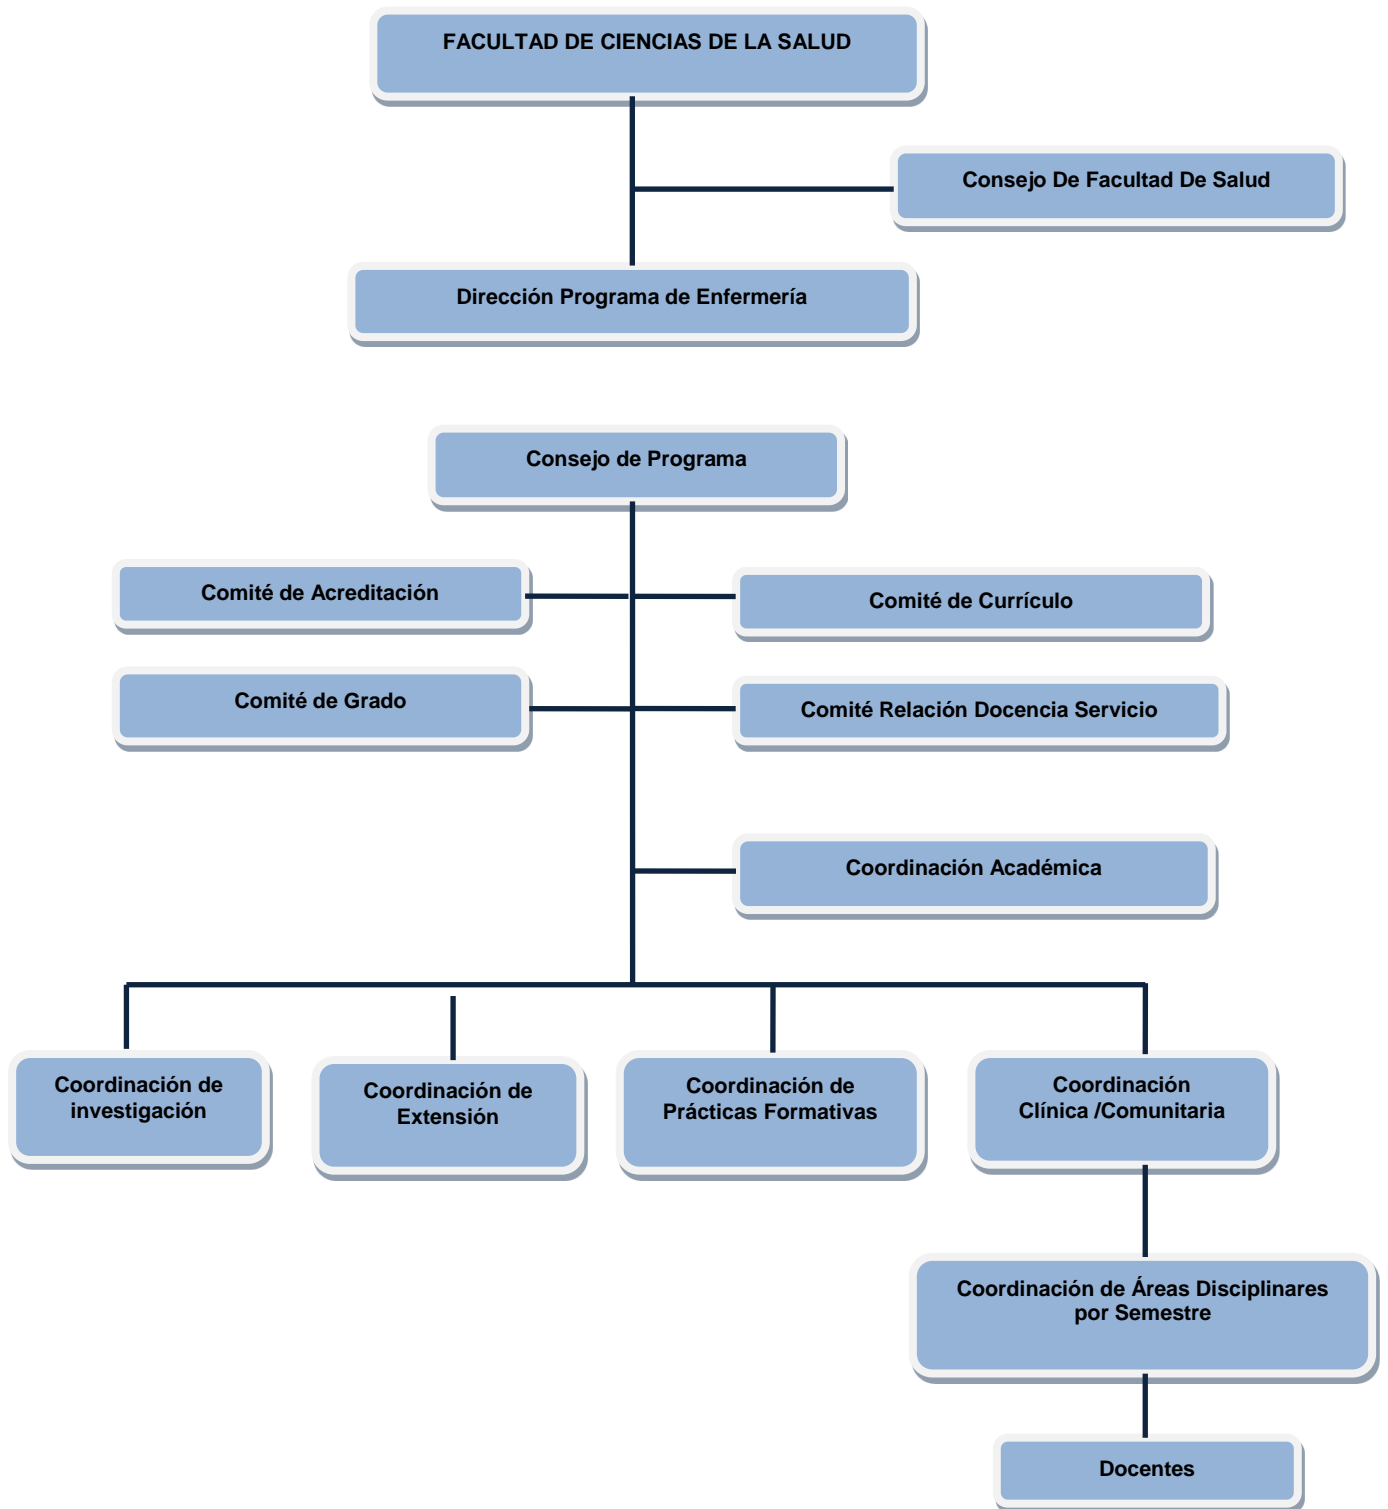 FACULTAD DE CIENCIAS DE LA SALUD
Consejo De Facultad De Salud
Dirección Programa de Enfermería
Consejo de Programa
Comité de Acreditación
Comité de Currículo
Comité de Grado
Comité Relación Docencia Servicio
Coordinación Académica
Coordinación de
investigación
Coordinación de
Extensión
Coordinación de
Prácticas Formativas
Coordinación
Clínica /Comunitaria
Coordinación de Áreas Disciplinares
por Semestre
Docentes